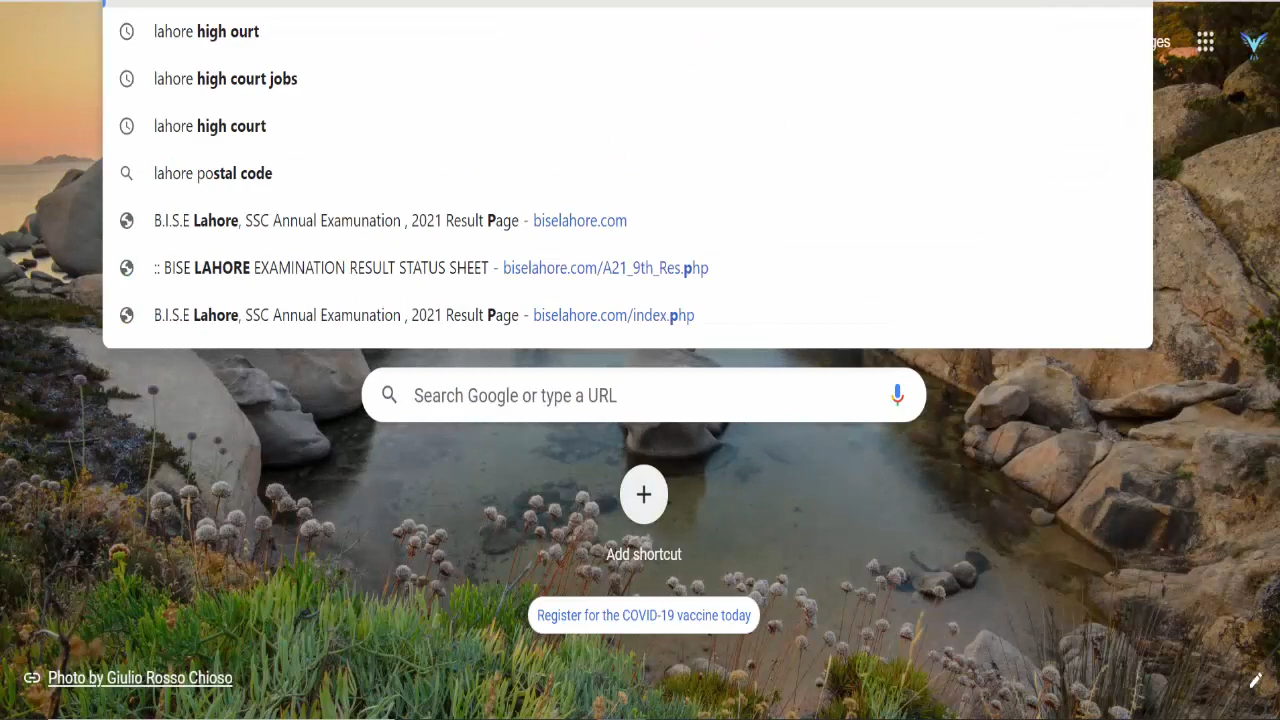 lahore high ourt
lahore high court jobs
lahore high court
lahore postal code
B.I.S.E Lahore, SSC Annual Examunation , 2021 Result Page - biselahore.com
:: BISE LAHORE EXAMINATION RESULT STATUS SHEET - biselahore.com/A21_9th_Res.php
B.I.S.E Lahore, SSC Annual Examunation , 2021 Result Page - biselahore.com/index.php
Search Google or type a URL
Add shortcut
Register for the COVID-19 vaccine today
Photo by Giulio Rosso Chioso